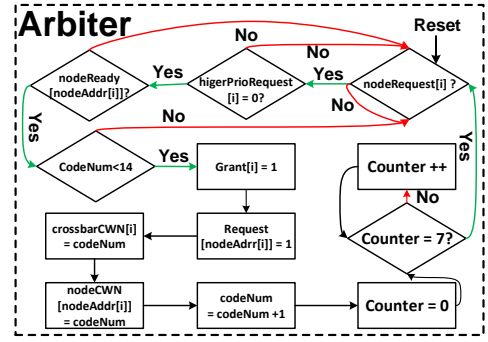 Arbiter
Reset
No
No
nodeReady
[nodeAddr[i]]?
Yes
higerPrioRequest
[i] = 0?
Yes
nodeRequest[i] ?
No
Yes
No
CodeNum<14
Yes
Grant[i] = 1
Counter ++
Yes
No
crossbarCWN[i]
= codeNum
Request
[nodeAdrr[i]] = 1
Counter = 7?
nodeCWN
[nodeAddr[i]]
= codeNum
codeNum
= codeNum +1
Counter = 0